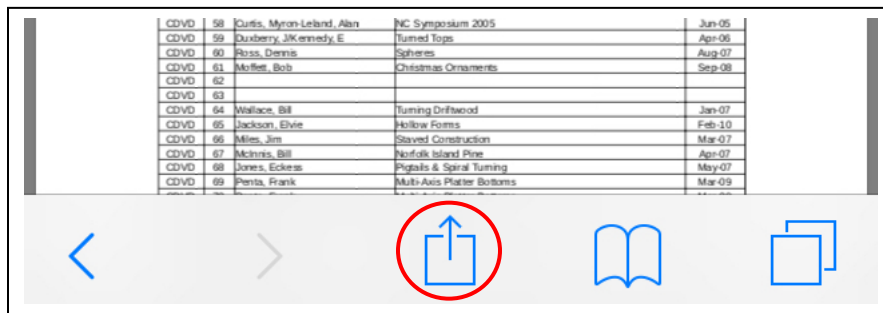 CDVD 58 Curtis, Myron-Leland, Alan NC Symposium 2005 Jun-05
CDVD 59 Duxberry, J/Kennedy, E Turned Tops Apr-06
CDVD 60 Ross, Dennis Spheres Aug-07
CDVD 61 Moffett, Bob Christmas Ornaments Sep-08
CDVD 62
CDVD 63
CDVD 64 Wallace, Bill Turning Driftwood Jan-07
CDVD 65 Jackson, Elvie Hollow Forms Feb-10
CDVD 66 Miles, Jim Staved Construction Mar-07
CDVD 67 McInnis, Bill Norfolk Island Pine Apr-07
CDVD 68 Jones, Eckess Pigtails & Spiral Turning May-07
CDVD 69 Penta, Frank Multi-Axis Platter Bottoms Mar-09